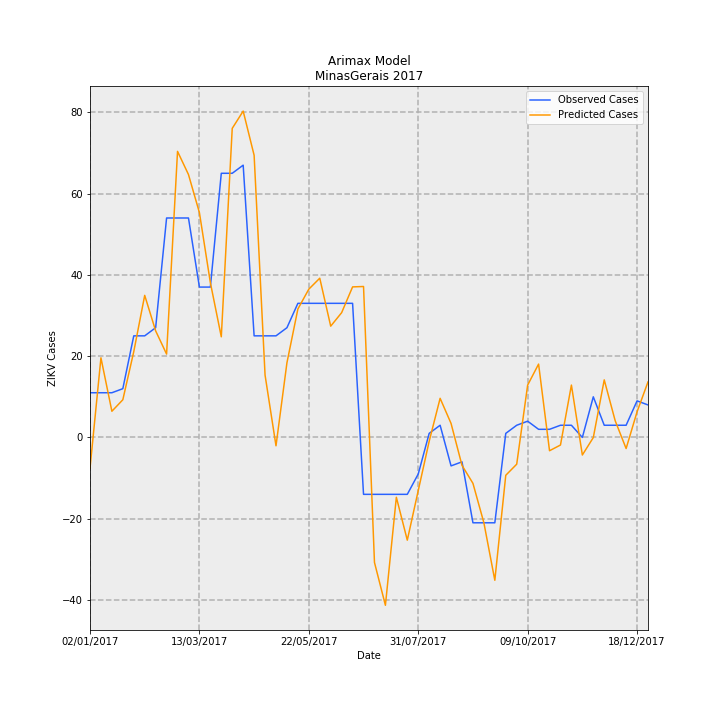 Arimax Model
MinasGerais 2017
Observed Cases
Predicted Cases
80
60
40
20
0
−20
−40
ZIKV Cases
02/01/2017
13/03/2017
22/05/2017
31/07/2017
09/10/2017
18/12/2017
Date